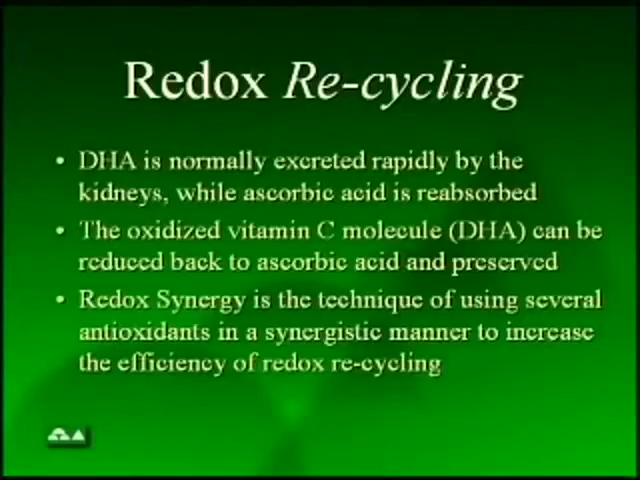 Redox Re-cycling
• DHA is normally excreted rapidly by the
kidneys, while ascorbic acid is reabsorbed
• The oxidized vitamin C molecule (DHA) can be
reduced back to ascorbic acid and preserved
• Redox Synergy is the technique of using several
antioxidants in a synergistic manner to increase
the efficiency of redox re-cycling